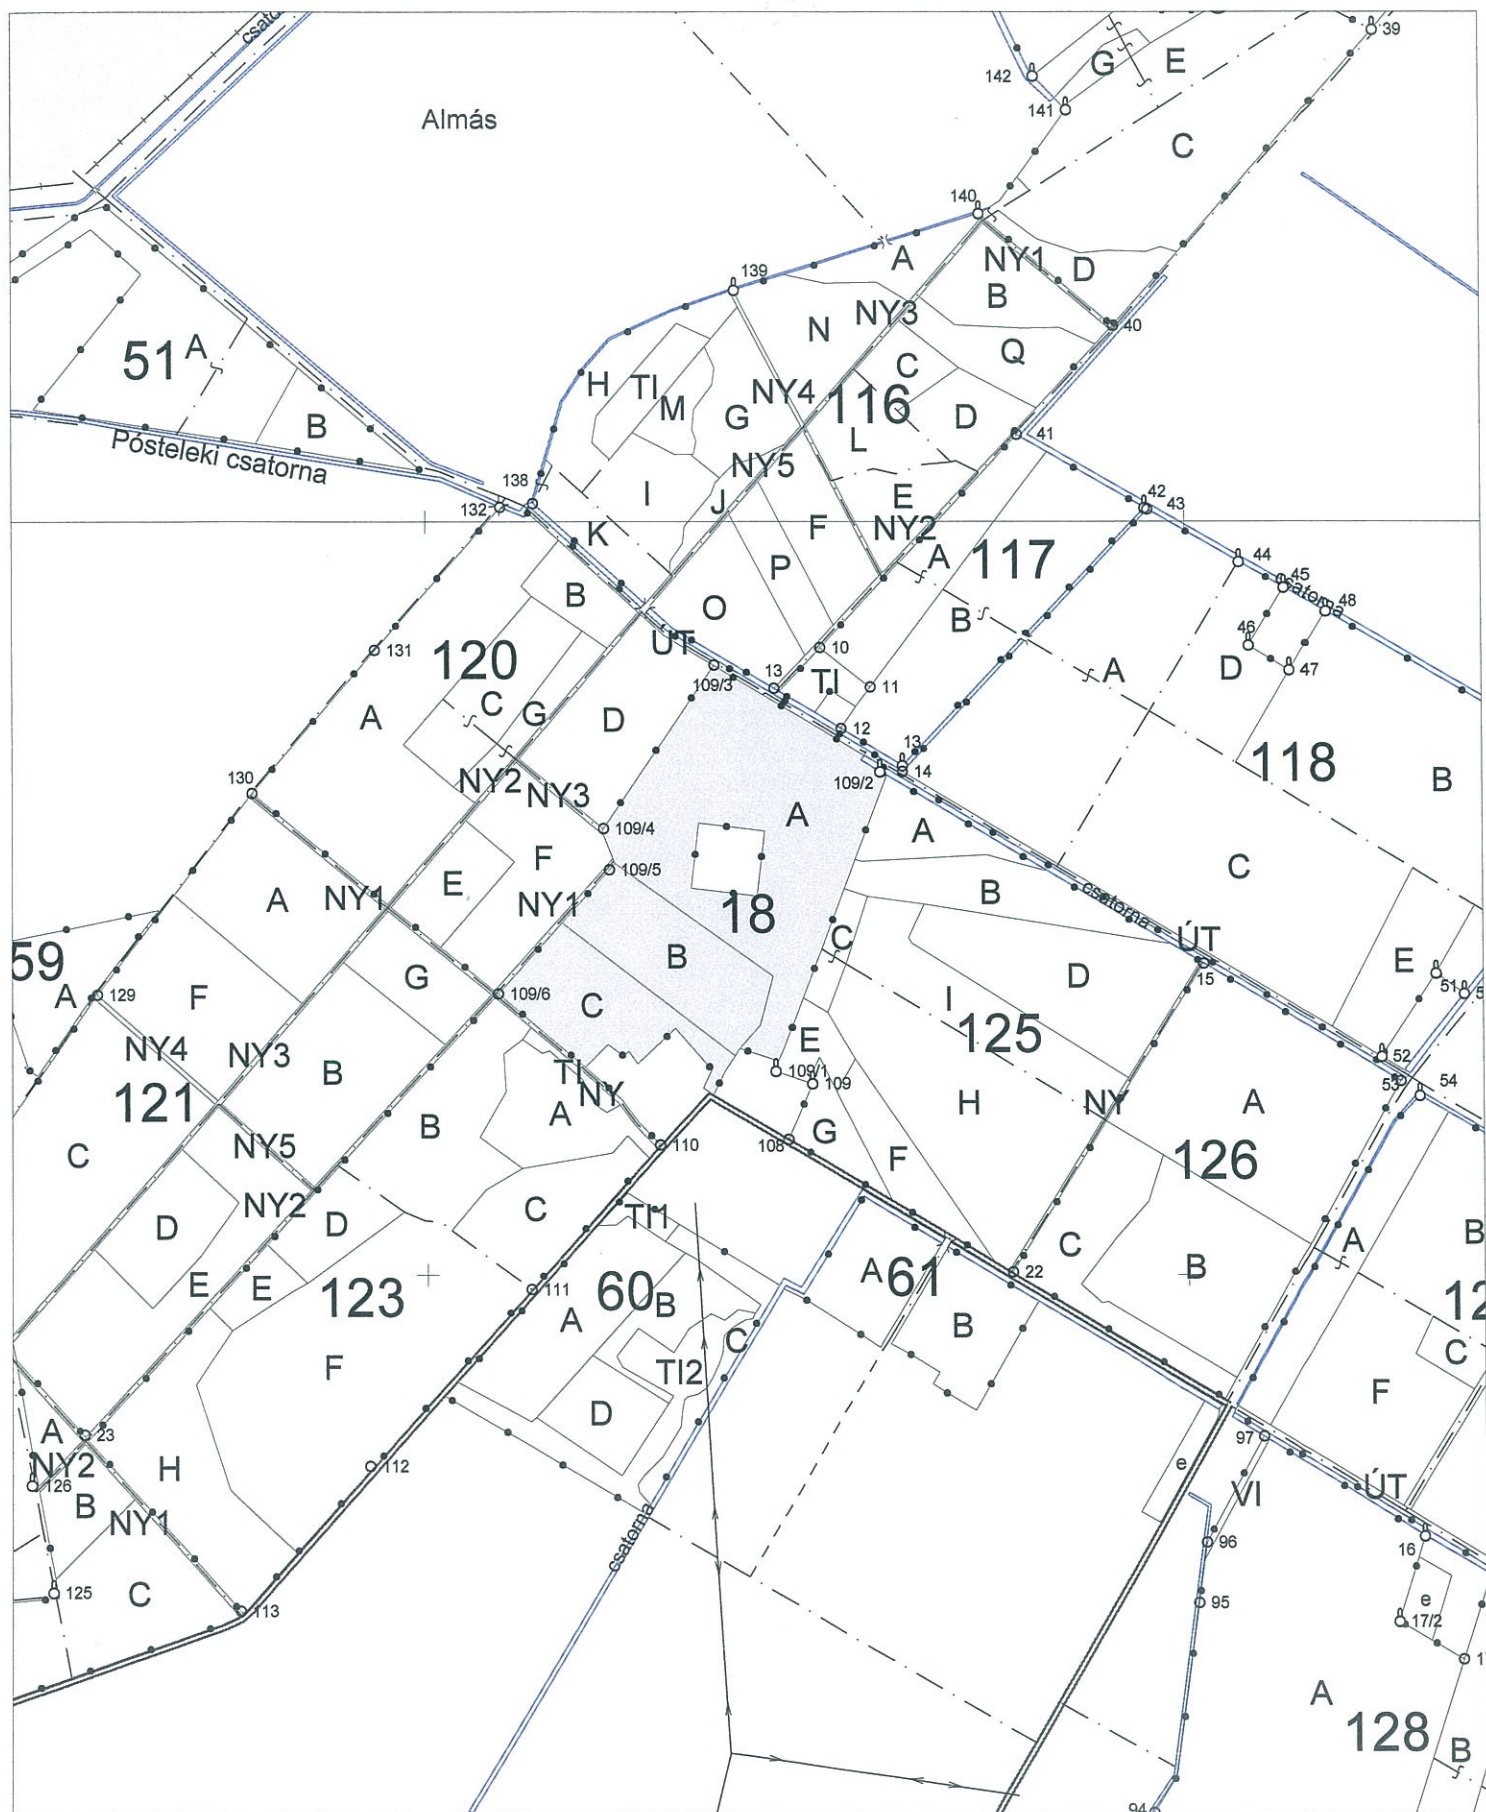 csato
39
142
G
E
141
Almás
C
140
A
NY1
D
139
B
NY3
N
40
51
A
Q
C
H
TI
M
NY4
116
G
D
B
L
41
Pósteleki csatorna
NY5
138
I
J
E
132
42
43
K
F
NY2
A
117
P
44
45
csatorna
48
B
O
B
46
131
120
ÚT
10
D
47
A
109/3
13
TI
11
A
C
G
D
12
13
118
130
NY2
NY3
109/2
14
B
A
109/4
A
F
109/5
C
A
NY1
E
NY1
B
csatorna
18
C
ÚT
59
B
D
E
G
15
A
129
F
109/6
C
I
51
5
125
NY4
NY3
E
52
B
TI
109/1
109
53
54
121
NY
A
H
NY
A
B
C
NY5
110
108
G
F
126
NY2
C
D
D
TI1
C
A
B
A
61
B
E
E
22
123
111
60
B
12
A
B
C
C
F
TI2
F
D
A
23
97
NY2
H
e
126
112
ÚT
B
VI
NY1
csatorna
96
16
125
C
95
e
113
17/2
1
A
128
B
94